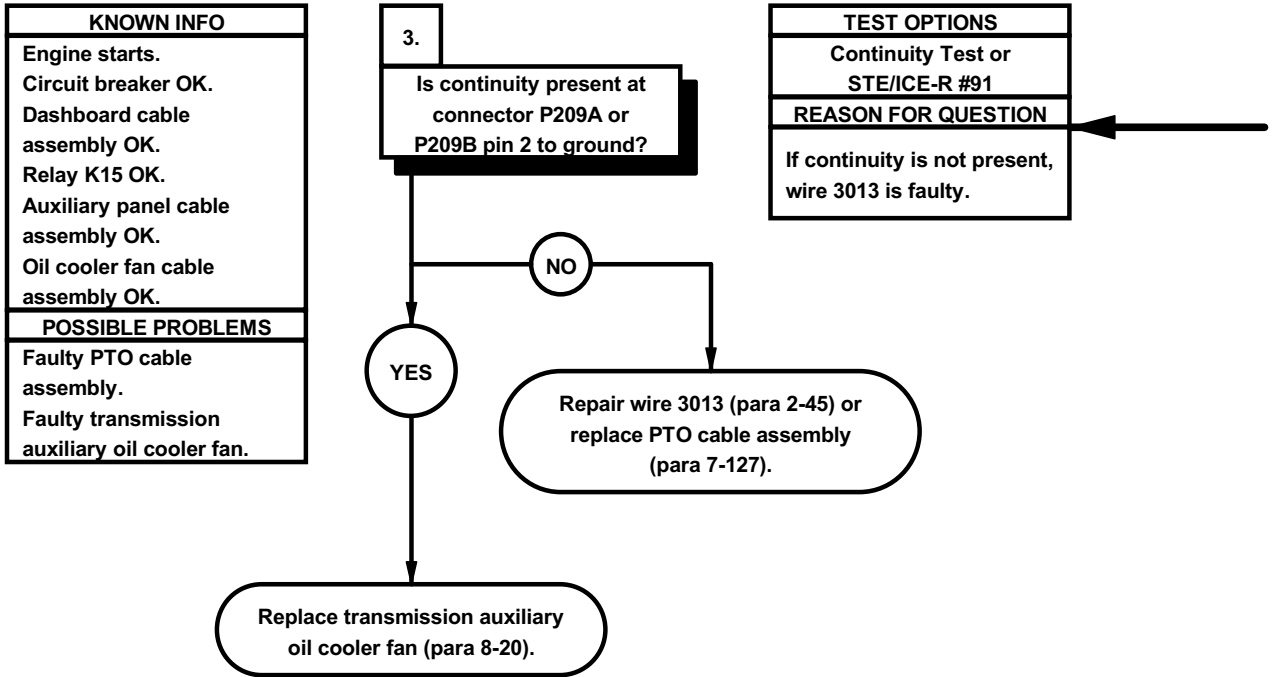 KNOWN INFO
Engine starts.
Circuit breaker OK.
Dashboard cable
assembly OK.
Relay K15 OK.
Auxiliary panel cable
assembly OK.
Oil cooler fan cable
assembly OK.
POSSIBLE PROBLEMS
Faulty PTO cable
assembly.
Faulty transmission
auxiliary oil cooler fan.
3.
Is continuity present at
connector P209A or
P209B pin 2 to ground?
TEST OPTIONS
Continuity Test or
STE/ICE-R #91
REASON FOR QUESTION
If continuity is not present,
wire 3013 is faulty.
NO
YES
Repair wire 3013 (para 2-45) or
replace PTO cable assembly
(para 7-127).
Replace transmission auxiliary
oil cooler fan (para 8-20).